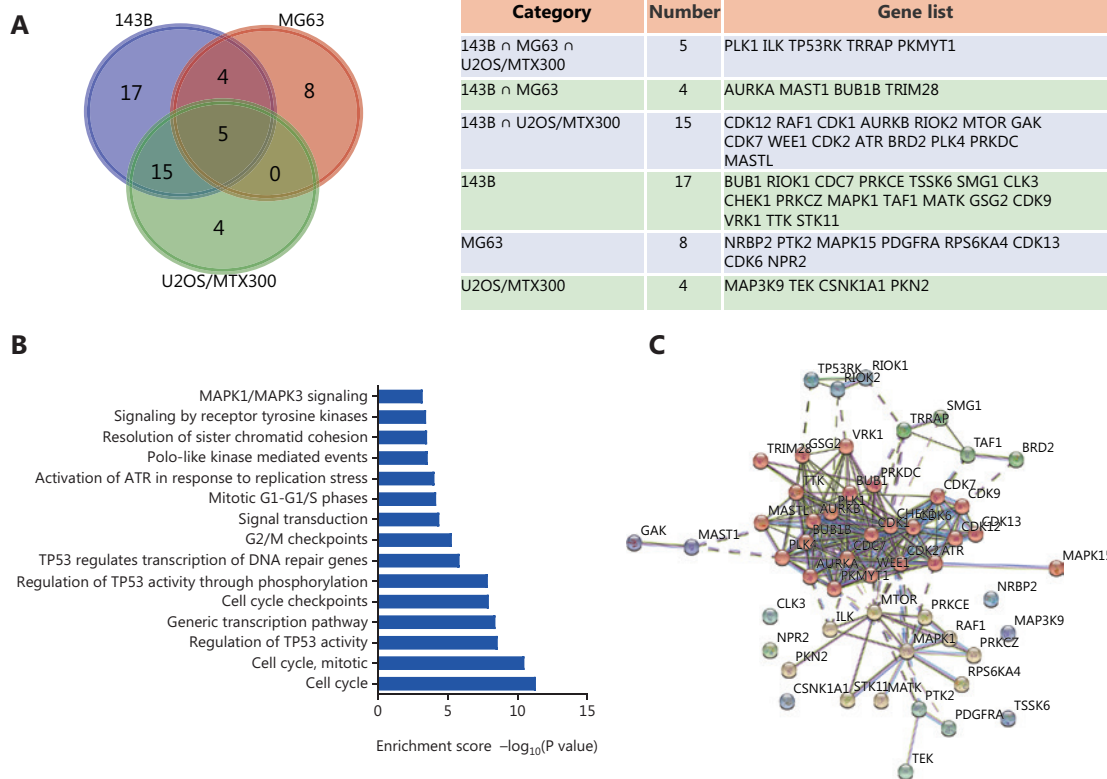 A
143B
MG63
17
4
8
5
15
0
4
U2OS/MTX300
Category Number Gene list
143B ∩ MG63 ∩ U2OS/MTX300 5 PLK1 ILK TP53RK TRRAP PKMYT1
143B ∩ MG63 4 AURKA MAST1 BUB1B TRIM28
143B ∩ U2OS/MTX300 15 CDK12 RAF1 CDK1 AURKB RIOK2 MTOR GAK
CDK7 WEE1 CDK2 ATR BRD2 PLK4 PRKDC
MASTL
143B 17 BUB1 RIOK1 CDC7 PRKCE TSSK6 SMG1 CLK3
CHEK1 PRKCZ MAPK1 TAF1 MATK GSG2 CDK9
VRK1 TTK STK11
MG63 8 NRBP2 PTK2 MAPK15 PDGFRA RPS6KA4 CDK13
CDK6 NPR2
U2OS/MTX300 4 MAP3K9 TEK CSNK1A1 PKN2
B
MAPK1/MAPK3 signaling
Signaling by receptor tyrosine kinases
Resolution of sister chromatid cohesion
Polo-like kinase mediated events
Activation of ATR in response to replication stress
Mitotic G1-G1/S phases
Signal transduction
G2/M checkpoints
TP53 regulates transcription of DNA repair genes
Regulation of TP53 activity through phosphorylation
Cell cycle checkpoints
Generic transcription pathway
Regulation of TP53 activity
Cell cycle, mitotic
Cell cycle
0 5 10 15
Enrichment score –log10(P value)
C
TP53RK
RIOK1
RIOK2
SMG1
TRRAP
VRK1
GSG2
TAF1
BRD2
TRIM28
PRKDC
TTK
BUB1
CDK7
CDK9
PLK1
MASTL
AURKB
CHEK1
CDK6
CDK13
CDK1
CDK12
BUB1B
GAK
MAST1
PLK4
CDC7
CDK2
ATR
MAPK15
AURKA
WEE1
PKMYT1
NRBP2
CLK3
MTOR
PRKCE
ILK
RAF1
MAP3K9
NPR2
MAPK1
PRKCZ
PKN2
RPS6KA4
CSNK1A1
STK11
MATK
PTK2
TSSK6
PDGFRA
TEK